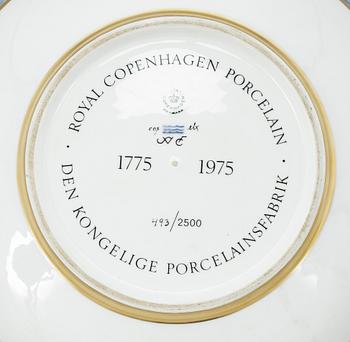 · ROYAL COPENHAGEN PORCELAIN ·
1775 1975
493/2500
DEN KONGELIGE PORCELAINSFABRIK